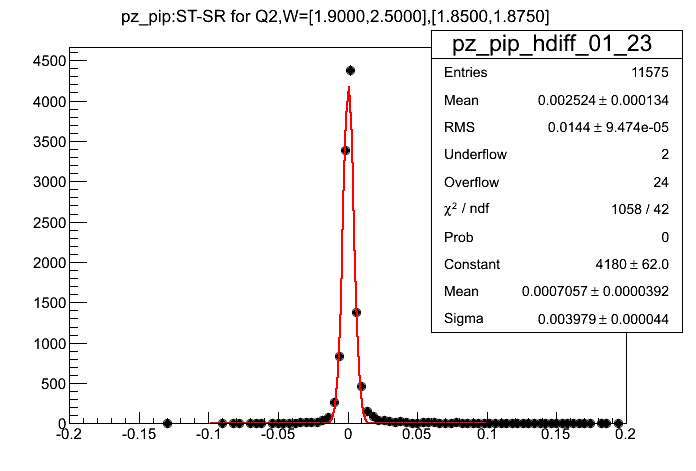 pz_pip:ST-SR for Q2,W=[1.9000,2.5000],[1.8500,1.8750]
pz_pip_hdiff_01_23
Entries 11575
Mean 0.002524 ± 0.000134
RMS 0.0144 ± 9.474e-05
Underflow 2
Overflow 24
χ² / ndf 1058 / 42
Prob 0
Constant 4180 ± 62.0
Mean 0.0007057 ± 0.0000392
Sigma 0.003979 ± 0.000044
4500
4000
3500
3000
2500
2000
1500
1000
500
0
-0.2 -0.15 -0.1 -0.05 0 0.05 0.1 0.15 0.2